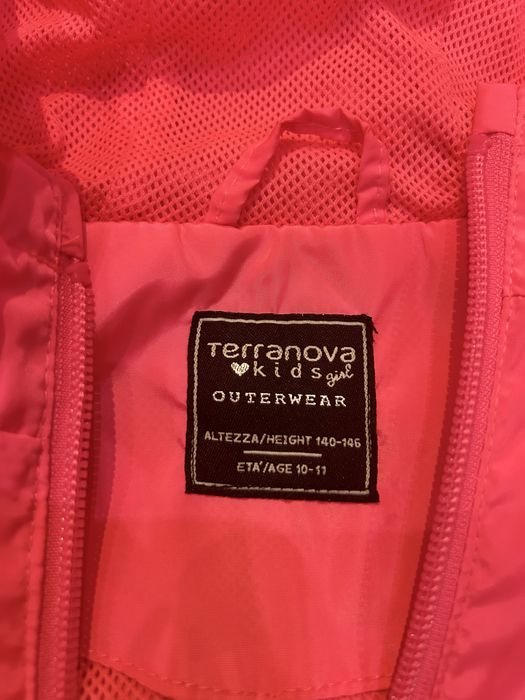 Terranova
kids girl
OUTERWEAR
ALTEZZA/HEIGHT 140-146
ETA'/AGE 10-11